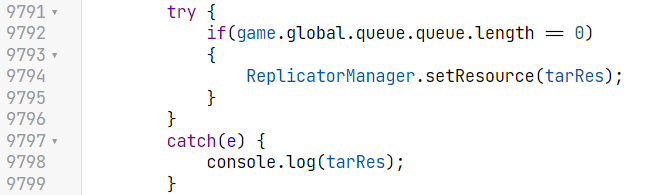 9791 try {
9792 if(game.global.queue.queue.length == 0)
9793 {
9794 ReplicatorManager.setResource(tarRes);
9795 }
9796 }
9797 catch(e) {
9798 console.log(tarRes);
9799 }